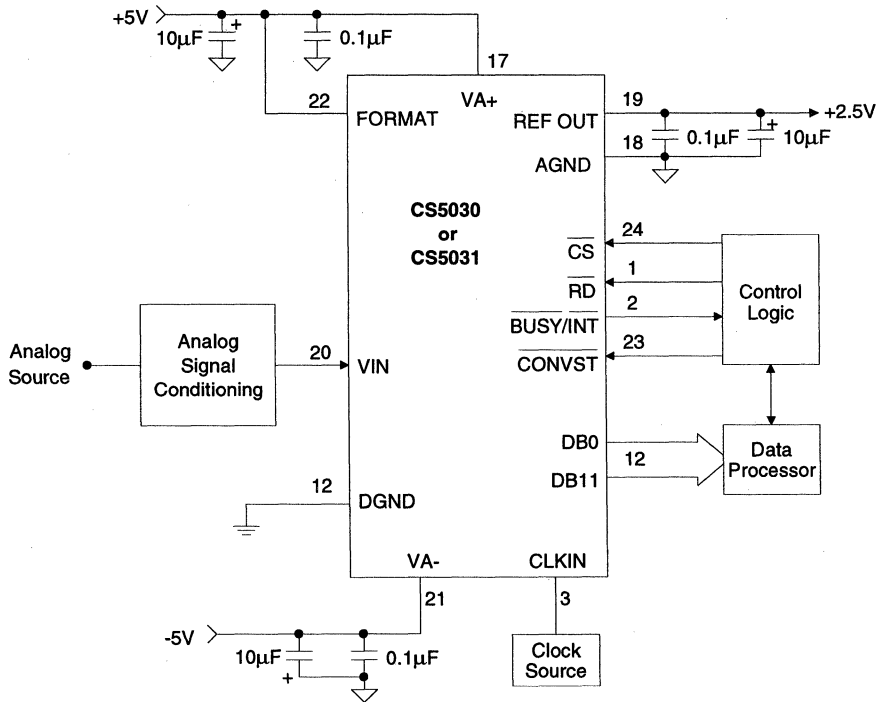 +5V
10µF
+
0.1µF
17
22
FORMAT
VA+
REF OUT
19
+2.5V
0.1µF
+
10µF
18
AGND
CS5030
or
CS5031
24
CS
1
RD
2
BUSY/INT
23
CONVST
Control
Logic
Analog
Source
Analog
Signal
Conditioning
20
VIN
DB0
12
DB11
Data
Processor
12
DGND
VA-
CLKIN
21
3
-5V
10µF
+
0.1µF
Clock
Source